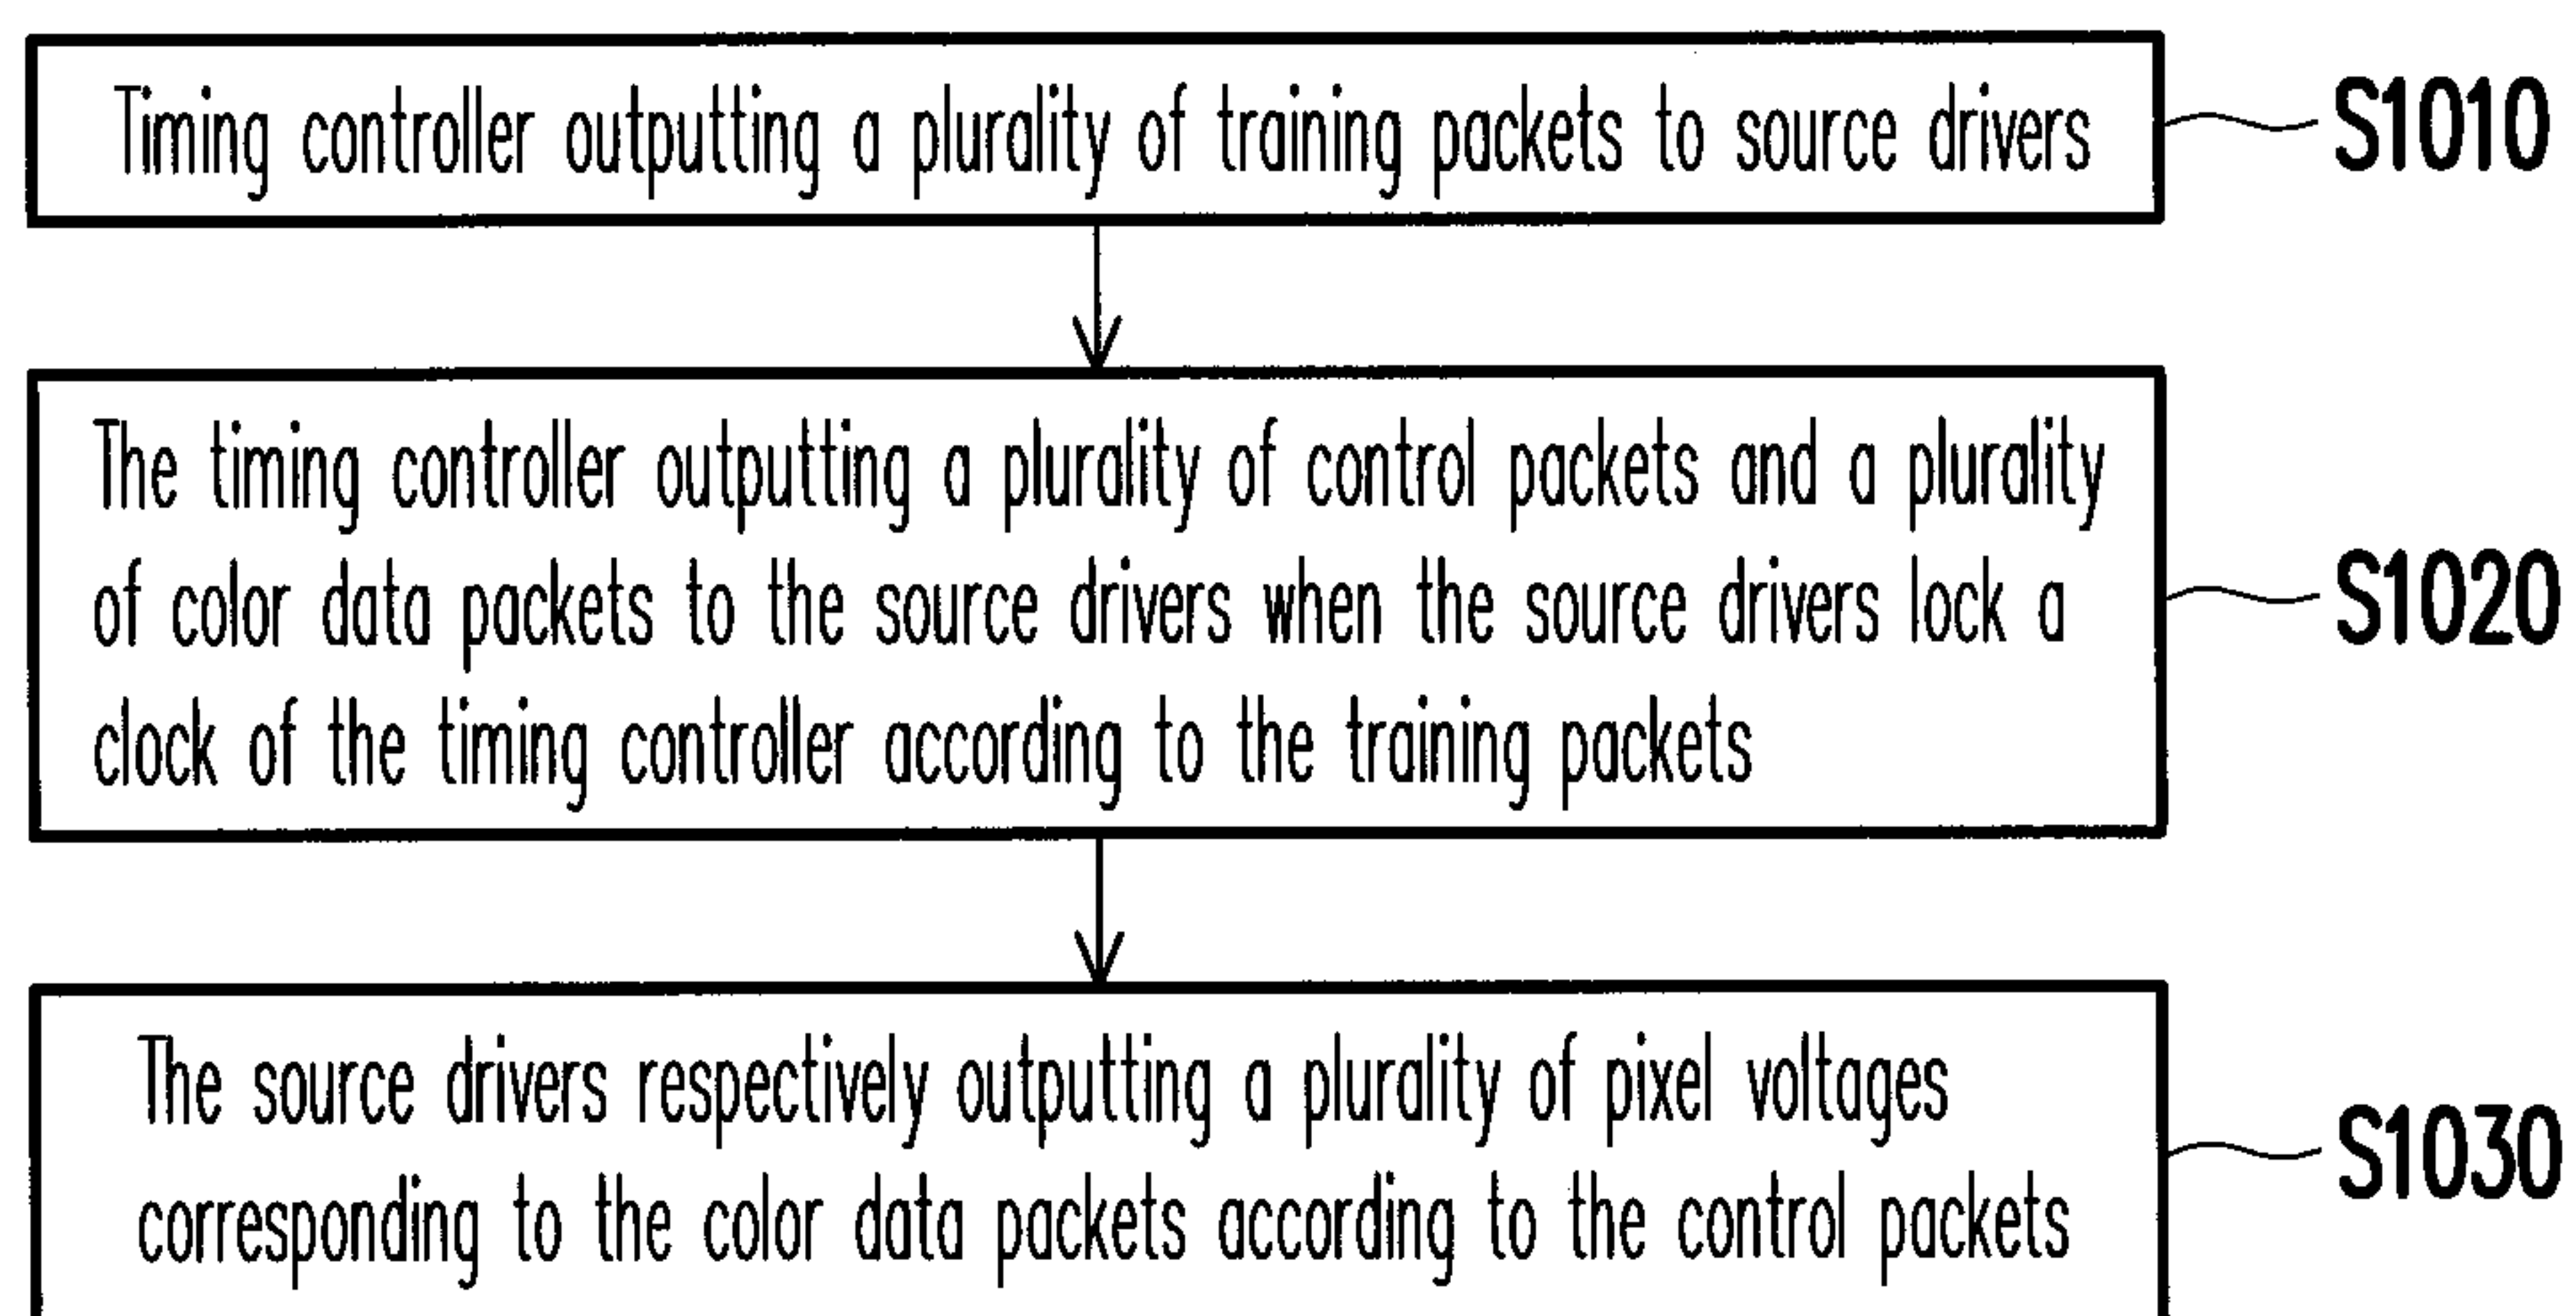 Timing controller outputting a plurality of training packets to source drivers
S1010
The timing controller outputting a plurality of control packets and a plurality
of color data packets to the source drivers when the source drivers lock a
clock of the timing controller according to the training packets
S1020
The source drivers respectively outputting a plurality of pixel voltages
corresponding to the color data packets according to the control packets
S1030